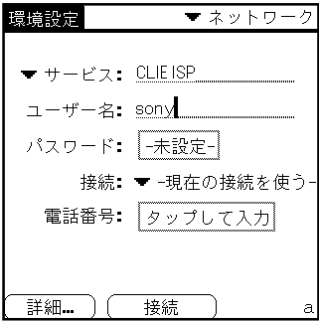 環境設定 ▼ ネットワーク
▼ サービス: CLIE ISP
ユーザー名: sony
パスワード: -未設定-
接続: ▼ -現在の接続を使う-
電話番号: タップして入力
詳細... 接続 a